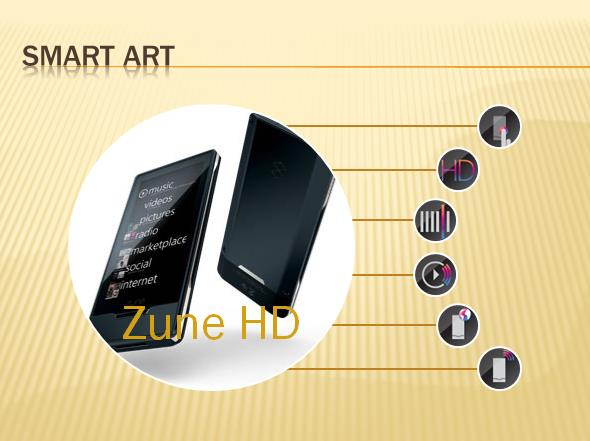 SMART ART
music
videos
pictures
radio
marketplace
social
internet
Zune HD
HD